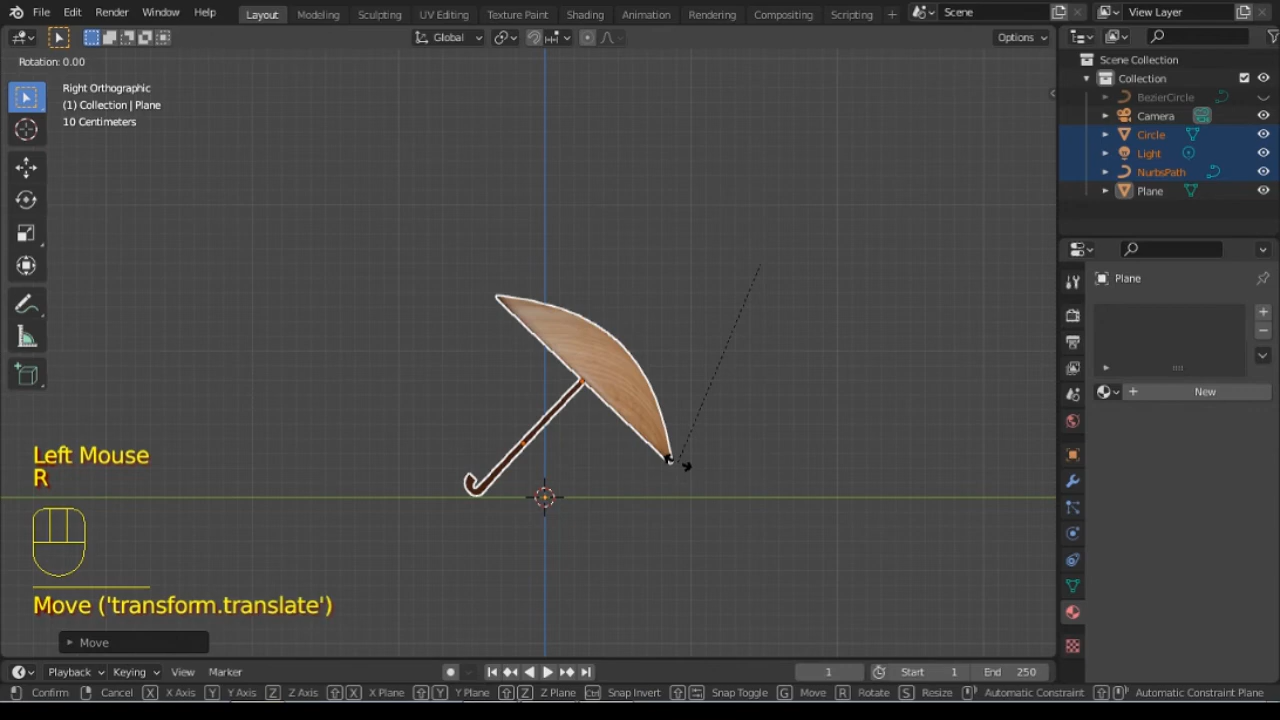 File Edit Render Window Help Layout Modeling Sculpting UV Editing Texture Paint Shading Animation Rendering Compositing Scripting Scene View Layer
Global Options
Rotation: 0.00
Right Orthographic
(1) Collection | Plane
10 Centimeters
Scene Collection
Collection
BezierCircle
Camera
Circle
Light
NurbsPath
Plane
Plane
New
Left Mouse
R
Move ('transform.translate')
Move
Playback Keying View Marker 1 Start 1 End 250
Confirm Cancel X X Axis Y Y Axis Z Z Axis X X Plane Y Y Plane Z Z Plane Ctrl Snap Invert Snap Toggle G Move R Rotate S Resize Automatic Constraint Automatic Constraint Plane